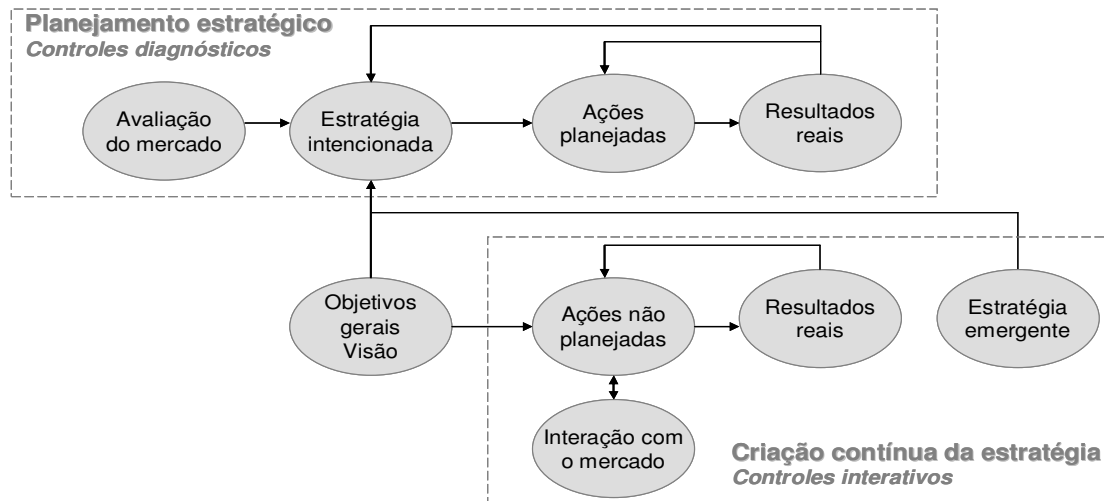 Planejamento estratégico
Controles diagnósticos
Avaliação
do mercado
Estratégia
intencionada
Ações
planejadas
Resultados
reais
Objetivos
gerais
Visão
Ações não
planejadas
Resultados
reais
Estratégia
emergente
Interação com
o mercado
Criação contínua da estratégia
Controles interativos